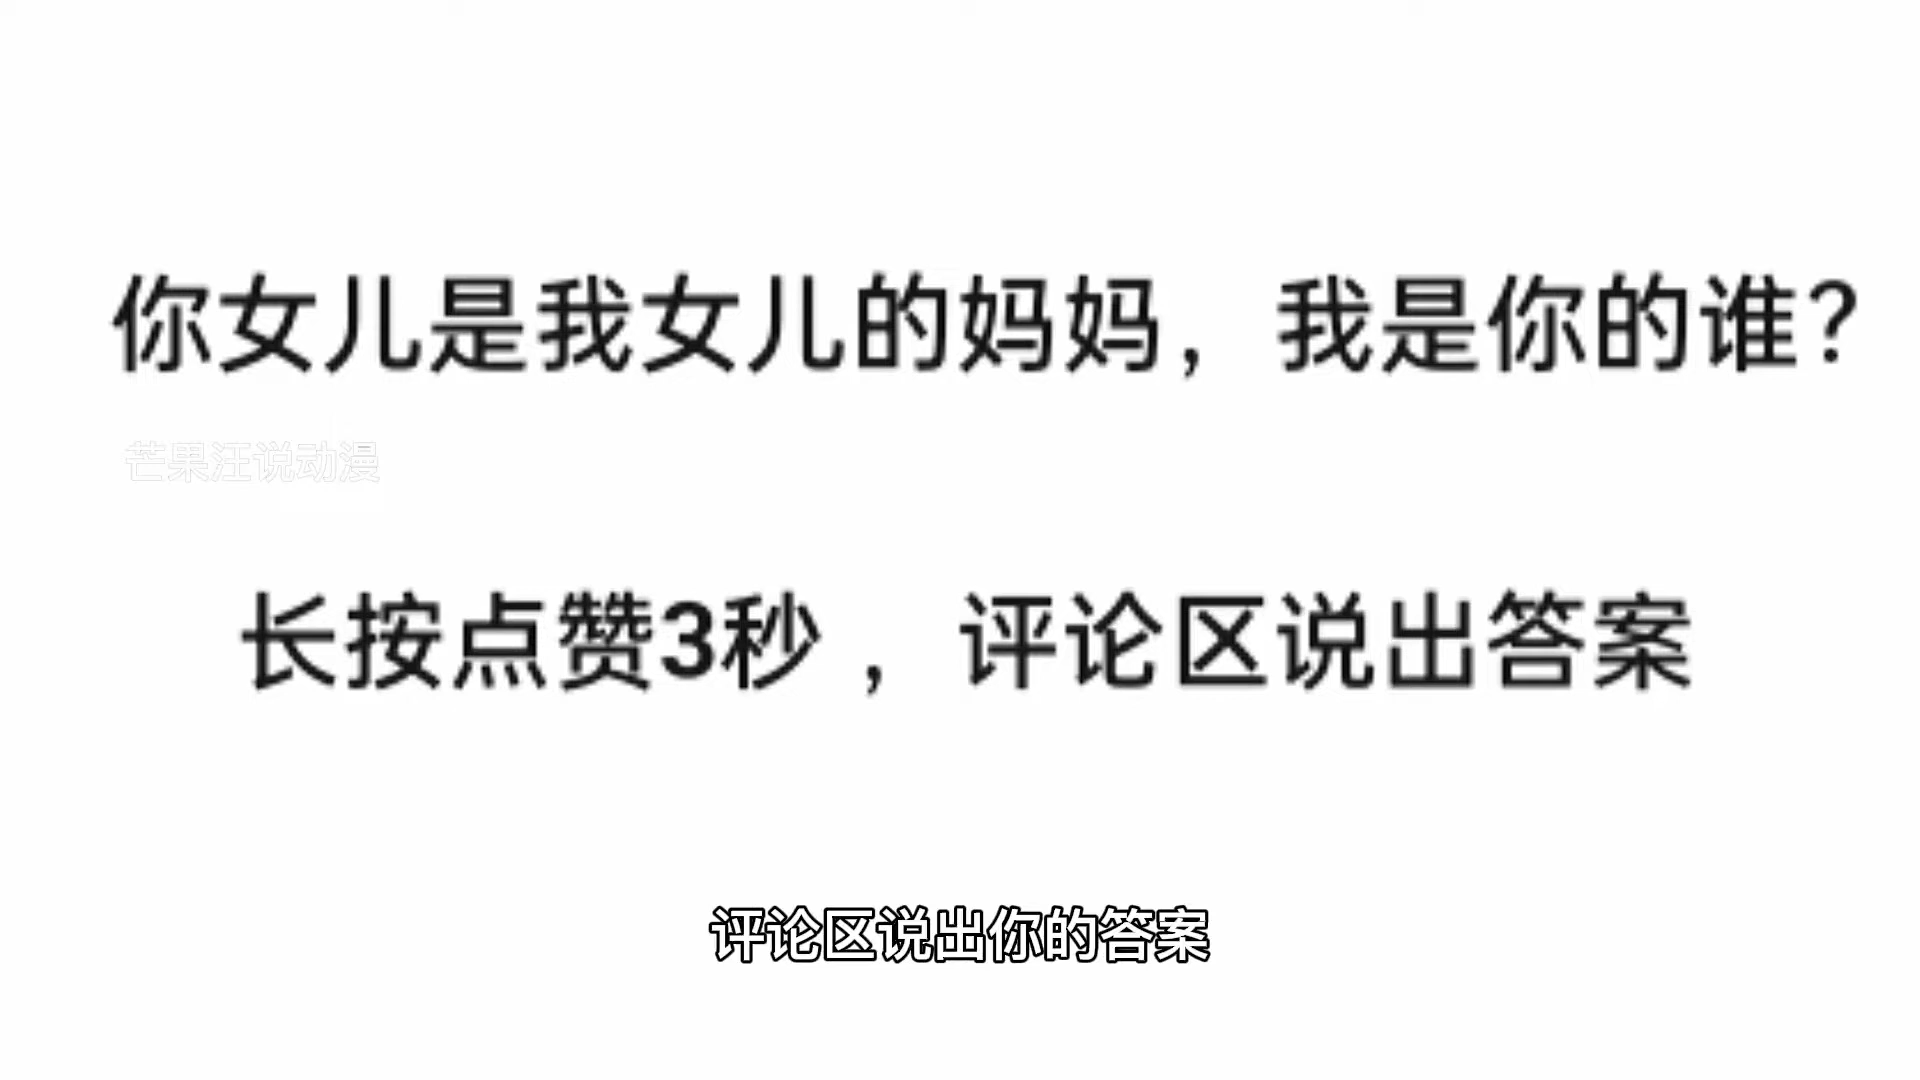 你女儿是我女儿的妈妈，我是你的谁？
芒果汪说动漫
长按点赞3秒，评论区说出答案
评论区说出你的答案